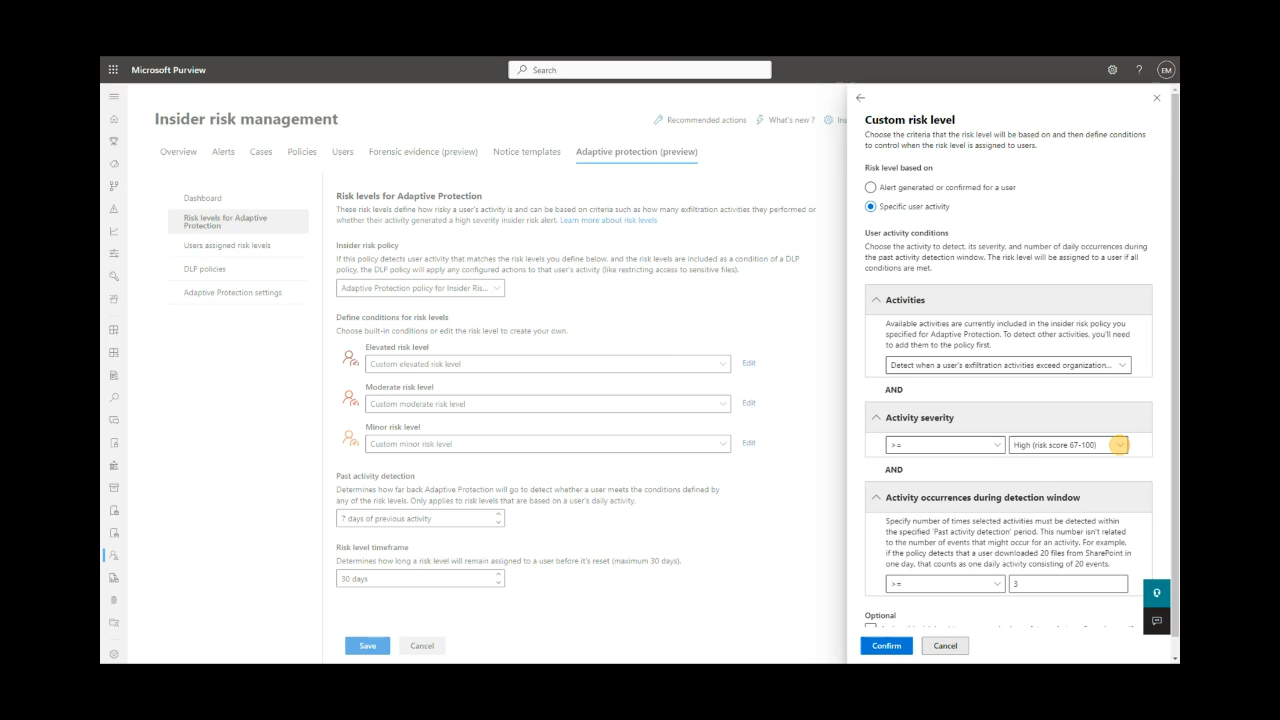 Microsoft Purview
Search
EM
Insider risk management
Recommended actions
What's new ?
Ins
Overview
Alerts
Cases
Policies
Users
Forensic evidence (preview)
Notice templates
Adaptive protection (preview)
Dashboard
Risk levels for Adaptive
Protection
Users assigned risk levels
DLP policies
Adaptive Protection settings
Risk levels for Adaptive Protection
These risk levels define how risky a user's activity is and can be based on criteria such as how many exfiltration activities they performed or
whether their activity generated a high severity insider risk alert. Learn more about risk levels
Insider risk policy
If this policy detects user activity that matches the risk levels you define below, and the risk levels are included as a condition of a DLP
policy, the DLP policy will apply any configured actions to that user's activity (like restricting access to sensitive files).
Adaptive Protection policy for Insider Ris...
Define conditions for risk levels
Choose built-in conditions or edit the risk level to create your own.
Elevated risk level
Custom elevated risk level
Edit
Moderate risk level
Custom moderate risk level
Edit
Minor risk level
Custom minor risk level
Edit
Past activity detection
Determines how far back Adaptive Protection will go to detect whether a user meets the conditions defined by
any of the risk levels. Only applies to risk levels that are based on a user's daily activity.
7 days of previous activity
Risk level timeframe
Determines how long a risk level will remain assigned to a user before it's reset (maximum 30 days).
30 days
Save
Cancel
Custom risk level
Choose the criteria that the risk level will be based on and then define conditions
to control when the risk level is assigned to users.
Risk level based on
Alert generated or confirmed for a user
Specific user activity
User activity conditions
Choose the activity to detect, its severity, and number of daily occurrences during
the past activity detection window. The risk level will be assigned to a user if all
conditions are met.
Activities
Available activities are currently included in the insider risk policy you
specified for Adaptive Protection. To detect other activities, you'll need
to add them to the policy first.
Detect when a user's exfiltration activities exceed organization...
AND
Activity severity
>=
High (risk score 67-100)
AND
Activity occurrences during detection window
Specify number of times selected activities must be detected within
the specified 'Past activity detection' period. This number isn't related
to the number of events that might occur for an activity. For example,
if the policy detects that a user downloaded 20 files from SharePoint in
one day, that counts as one daily activity consisting of 20 events.
>=
3
Optional
Confirm
Cancel